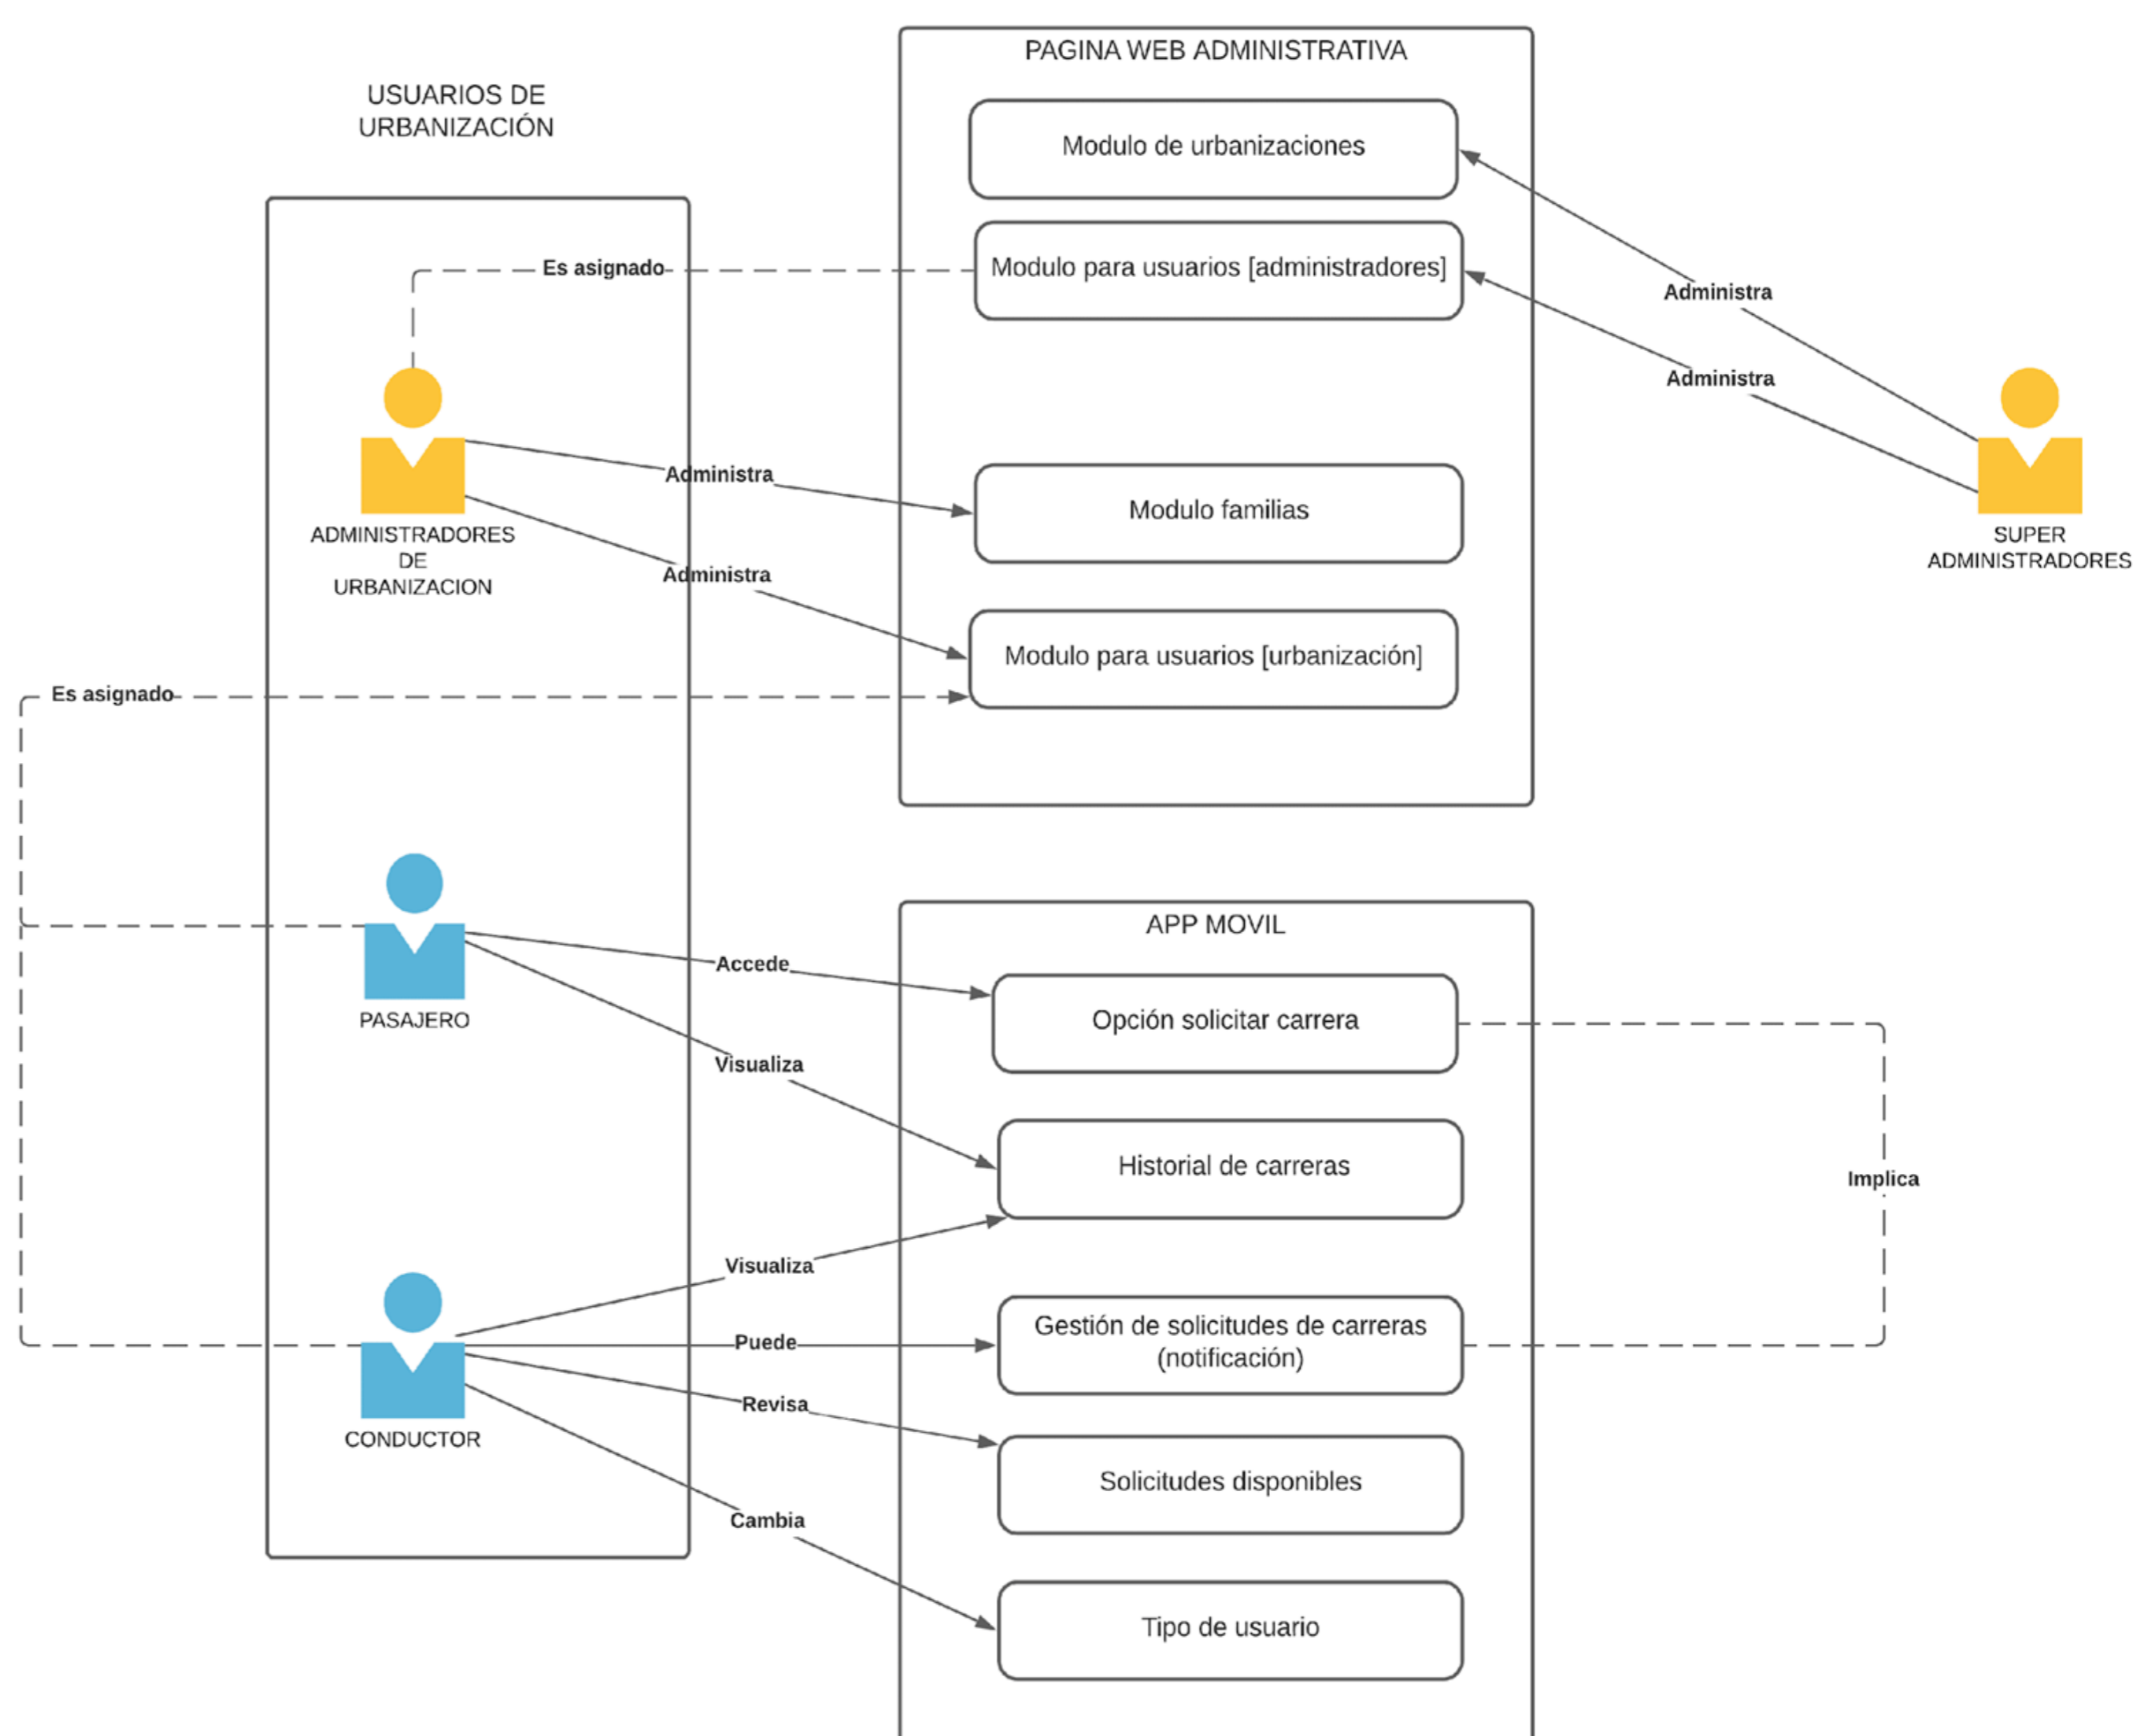 PAGINA WEB ADMINISTRATIVA
USUARIOS DE
URBANIZACIÓN
Modulo de urbanizaciones
Es asignado
Modulo para usuarios [administradores]
Administra
Administra
Administra
Modulo familias
ADMINISTRADORES
DE
URBANIZACION
SUPER
ADMINISTRADORES
Administra
Modulo para usuarios [urbanización]
Es asignado
APP MOVIL
Accede
PASAJERO
Opción solicitar carrera
Visualiza
Historial de carreras
Implica
Visualiza
Puede
Gestión de solicitudes de carreras
(notificación)
Revisa
CONDUCTOR
Solicitudes disponibles
Cambia
Tipo de usuario